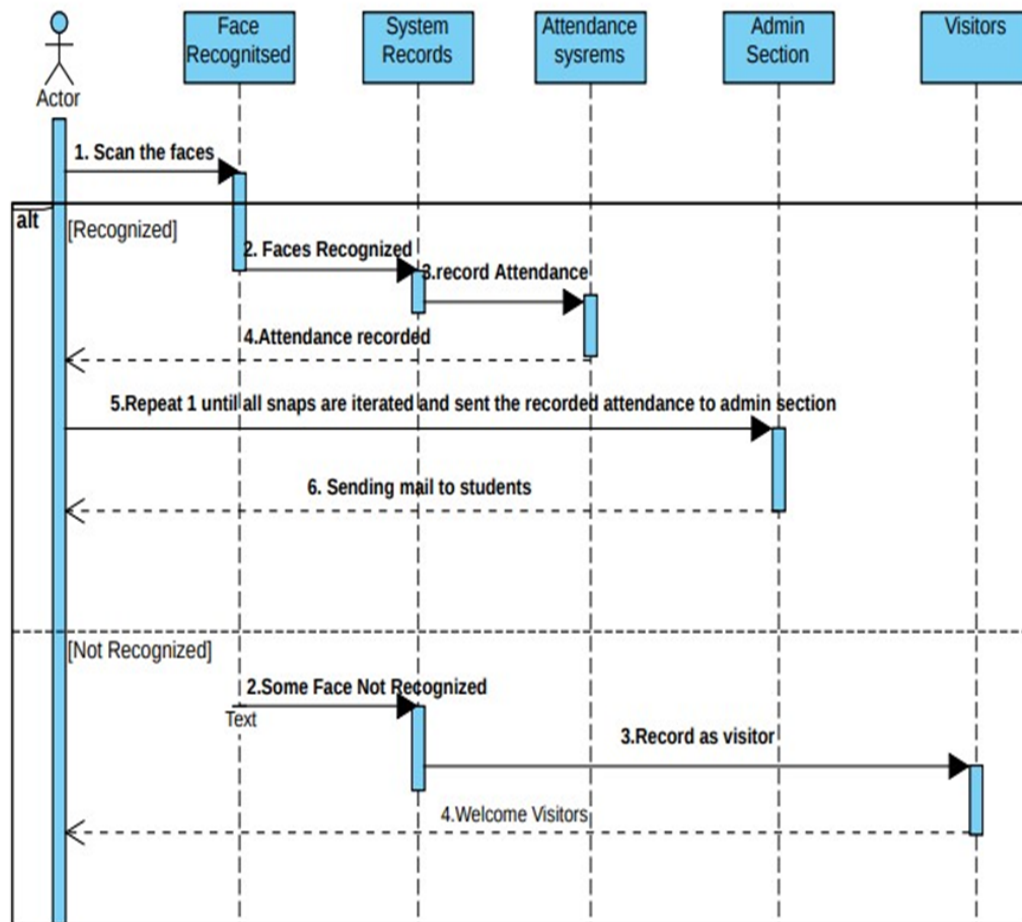 Face
Recognitsed
System
Records
Attendance
sysrems
Admin
Section
Visitors
Actor
1. Scan the faces
alt
[Recognized]
2. Faces Recognized
3.record Attendance
4.Attendance recorded
5.Repeat 1 until all snaps are iterated and sent the recorded attendance to admin section
6. Sending mail to students
[Not Recognized]
2.Some Face Not Recognized
Text
3.Record as visitor
4.Welcome Visitors